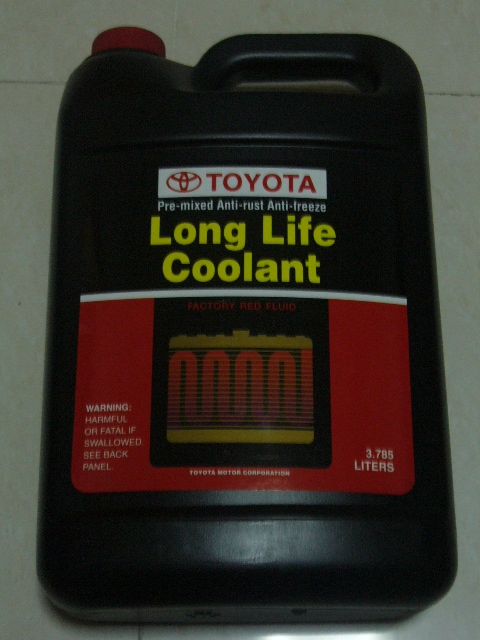 TOYOTA
Pre-mixed Anti-rust Anti-freeze
Long Life
Coolant
FACTORY RED FLUID
WARNING:
HARMFUL
OR FATAL IF
SWALLOWED
SEE BACK
PANEL.
3.785
LITERS
TOYOTA MOTOR CORPORATION